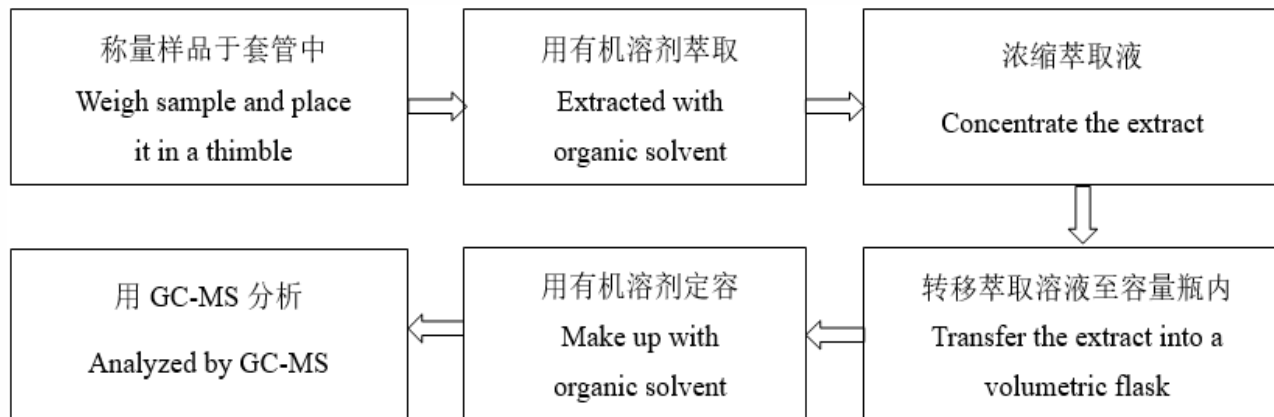 称量样品于套管中
Weigh sample and place
it in a thimble
用有机溶剂萃取
Extracted with
organic solvent
浓缩萃取液
Concentrate the extract
转移萃取溶液至容量瓶内
Transfer the extract into a
volumetric flask
用有机溶剂定容
Make up with
organic solvent
用 GC-MS 分析
Analyzed by GC-MS